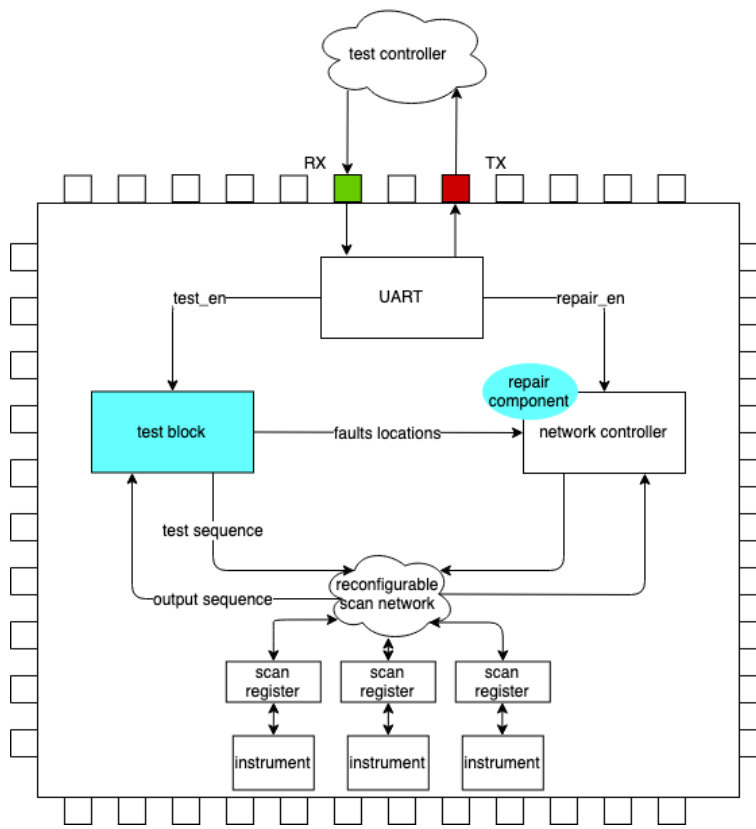 test controller
RX
TX
UART
test_en
repair_en
repair
component
test block
faults locations
network controller
test sequence
reconfigurable
scan network
output sequence
scan
register
scan
register
scan
register
instrument
instrument
instrument